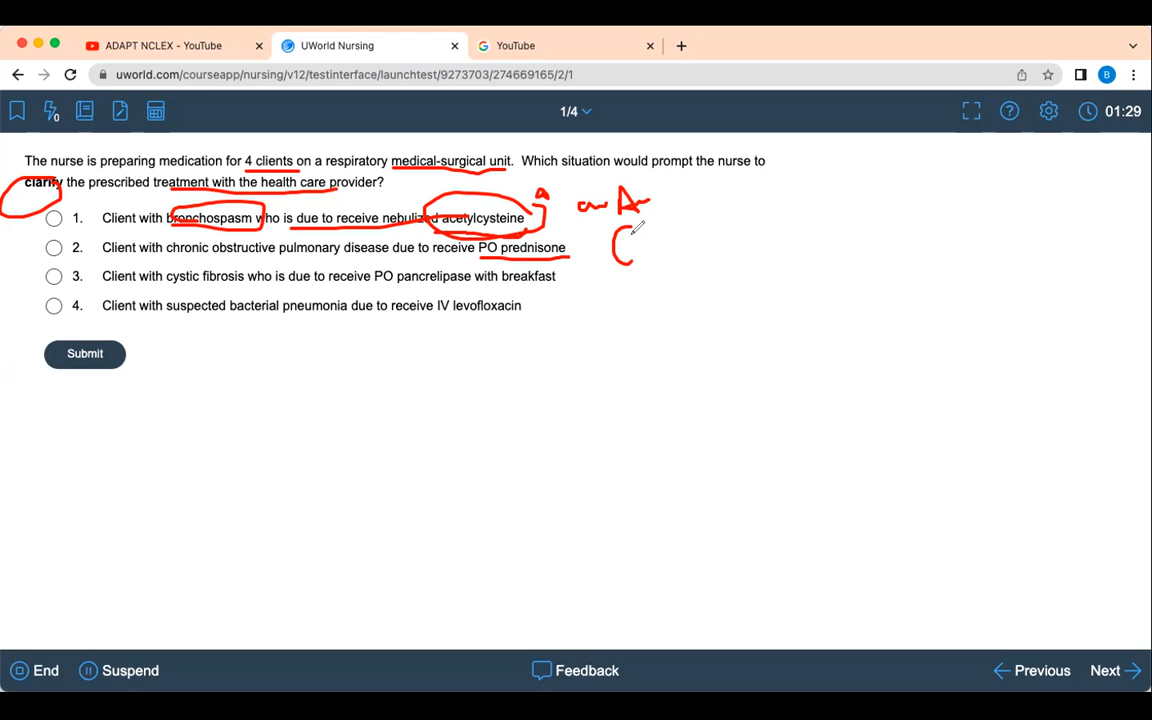 ADAPT NCLEX - YouTube
UWorld Nursing
YouTube
uworld.com/courseapp/nursing/v12/testinterface/launchtest/9273703/274669165/2/1
B
0
1/4
01:29
The nurse is preparing medication for 4 clients on a respiratory medical-surgical unit. Which situation would prompt the nurse to
clarify the prescribed treatment with the health care provider?
1. Client with bronchospasm who is due to receive nebulized acetylcysteine
2. Client with chronic obstructive pulmonary disease due to receive PO prednisone
3. Client with cystic fibrosis who is due to receive PO pancrelipase with breakfast
4. Client with suspected bacterial pneumonia due to receive IV levofloxacin
Submit
End
Suspend
Feedback
Previous
Next